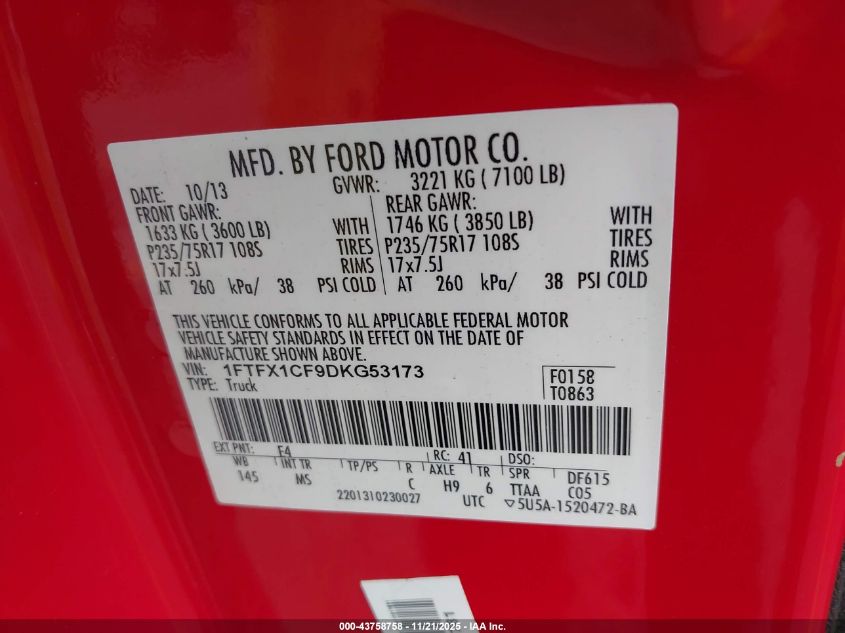 MFD. BY FORD MOTOR CO.
DATE: 10/13 GVWR: 3221 KG ( 7100 LB)
FRONT GAWR: REAR GAWR:
1633 KG ( 3600 LB) WITH 1746 KG ( 3850 LB) WITH
P235/75R17 108S TIRES P235/75R17 108S TIRES
17x7.5J RIMS 17x7.5J RIMS
AT 260 kPa/ 38 PSI COLD AT 260 kPa/ 38 PSI COLD
THIS VEHICLE CONFORMS TO ALL APPLICABLE FEDERAL MOTOR
VEHICLE SAFETY STANDARDS IN EFFECT ON THE DATE OF
MANUFACTURE SHOWN ABOVE.
VIN: 1FTFX1CF9DKG53173 F0158
TYPE: Truck T0863
EXT PNT: F4 RC: 41 DSO:
WB INT TR TP/PS R AXLE TR SPR DF615
145 MS C H9 6 TTAA C05
2201310230027 UTC ▽5U5A-1520472-BA
000-43758758 - 11/21/2025 - IAA Inc.